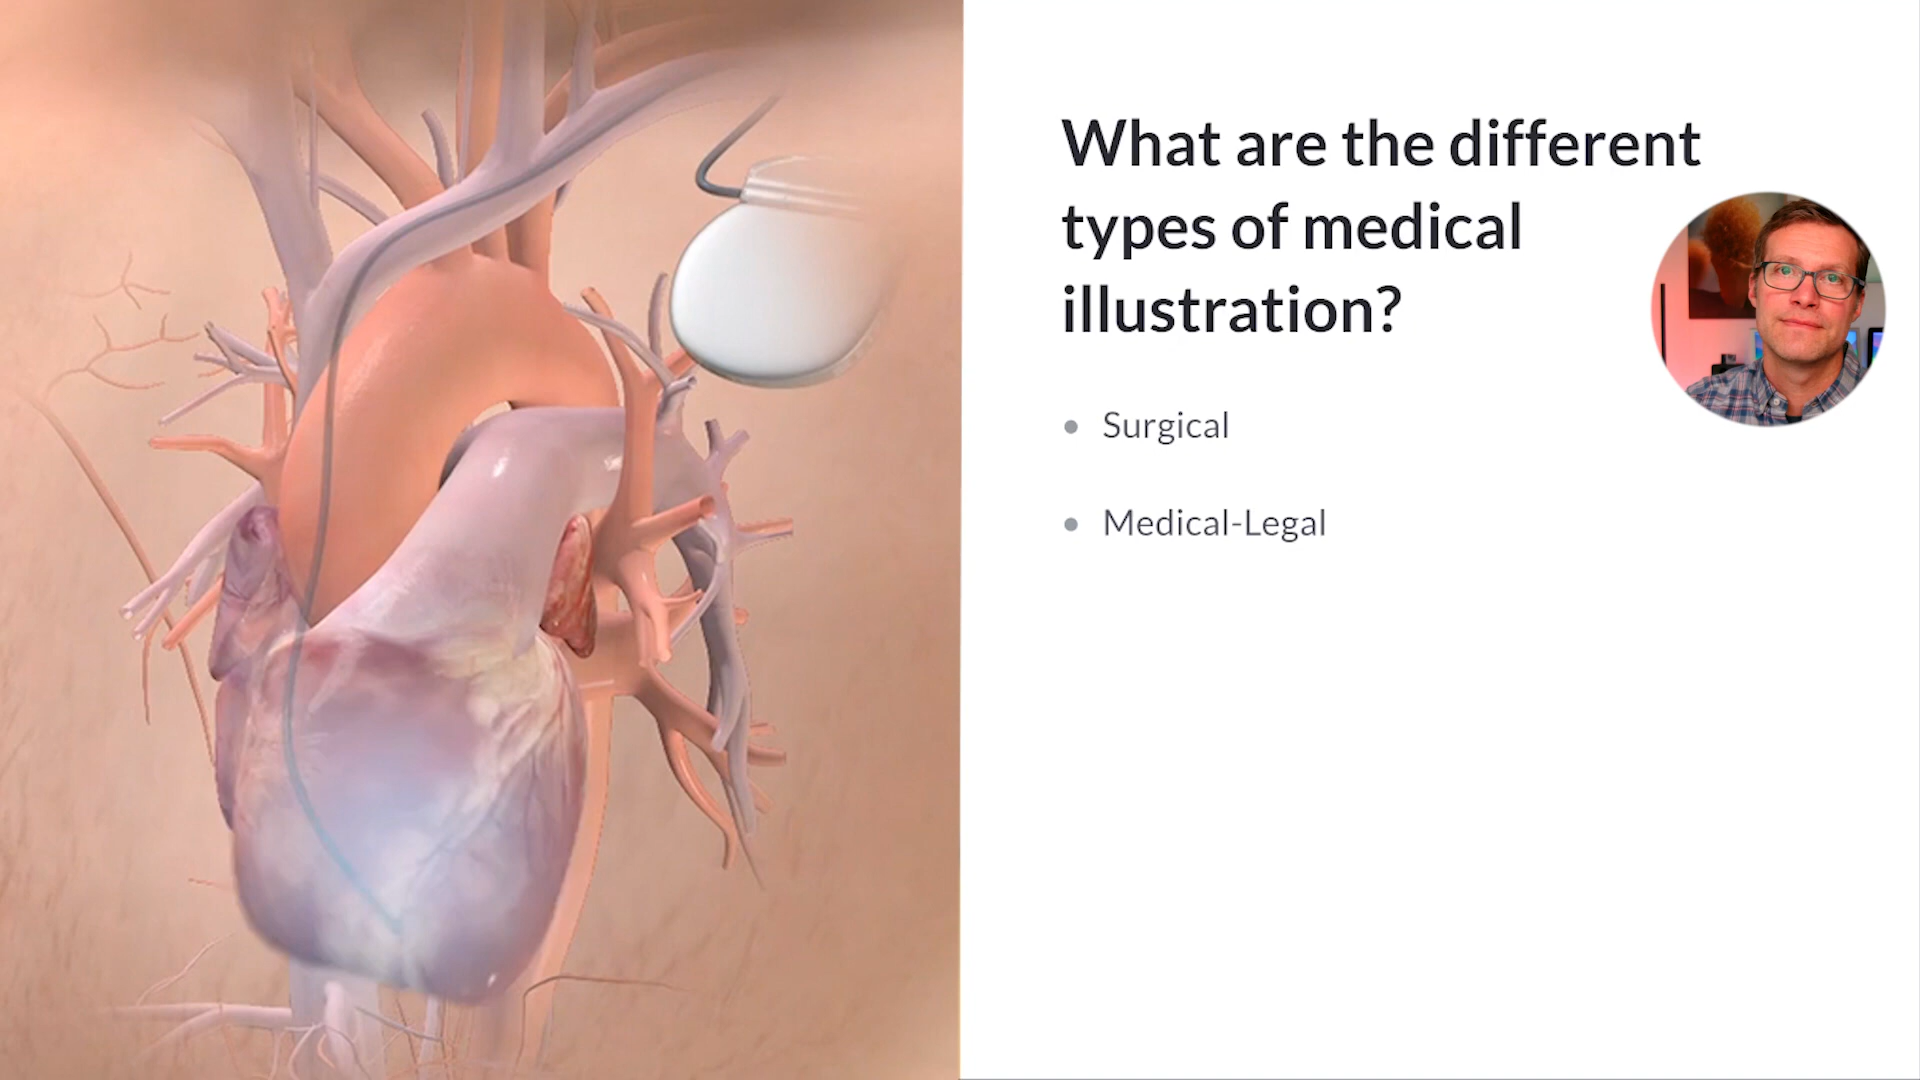 What are the different
types of medical
illustration?
• Surgical
• Medical-Legal